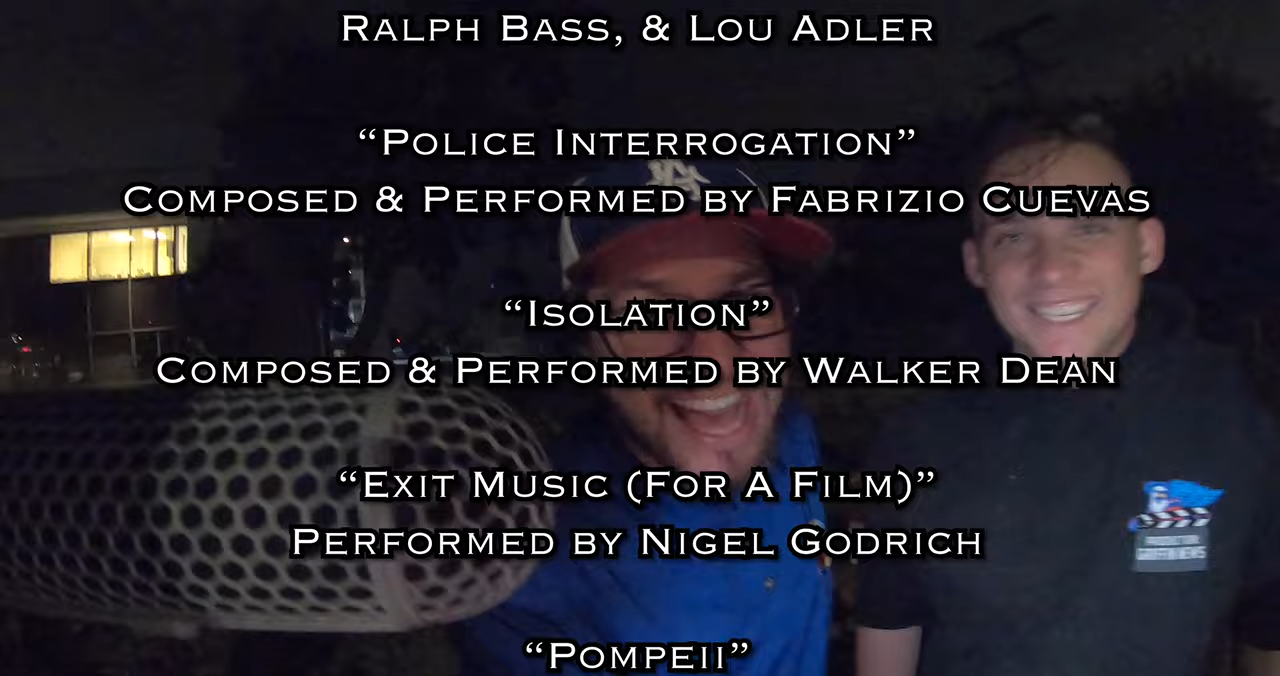 Ralph Bass, & Lou Adler
“Police Interrogation”
Composed & Performed by Fabrizio Cuevas
“Isolation”
Composed & Performed by Walker Dean
“Exit Music (For A Film)”
Performed by Nigel Godrich
“Pompeii”